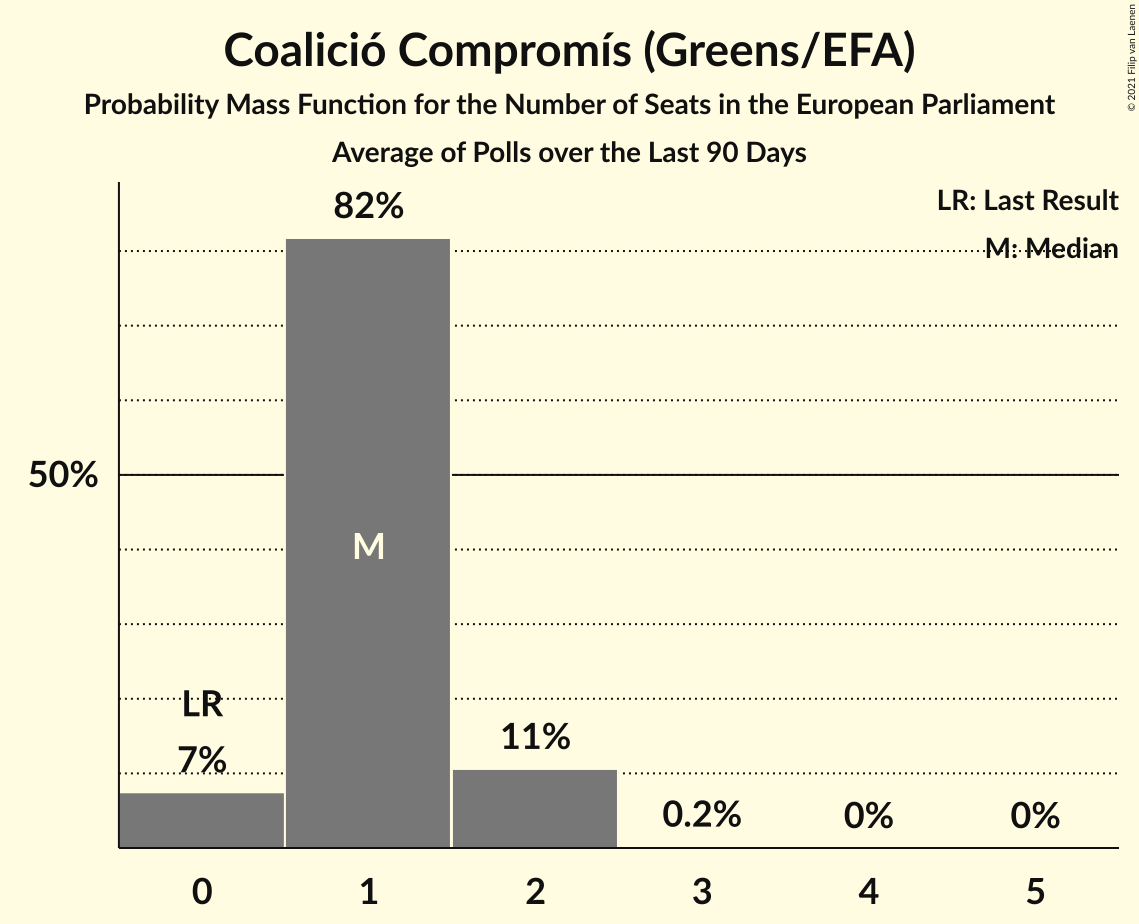 Coalició Compromís (Greens/EFA)
Probability Mass Function for the Number of Seats in the European Parliament
Average of Polls over the Last 90 Days
© 2021 Filip van Laenen
LR: Last Result
M: Median
82%
50%
M
LR
7%
11%
0.2%
0%
0%
0 1 2 3 4 5